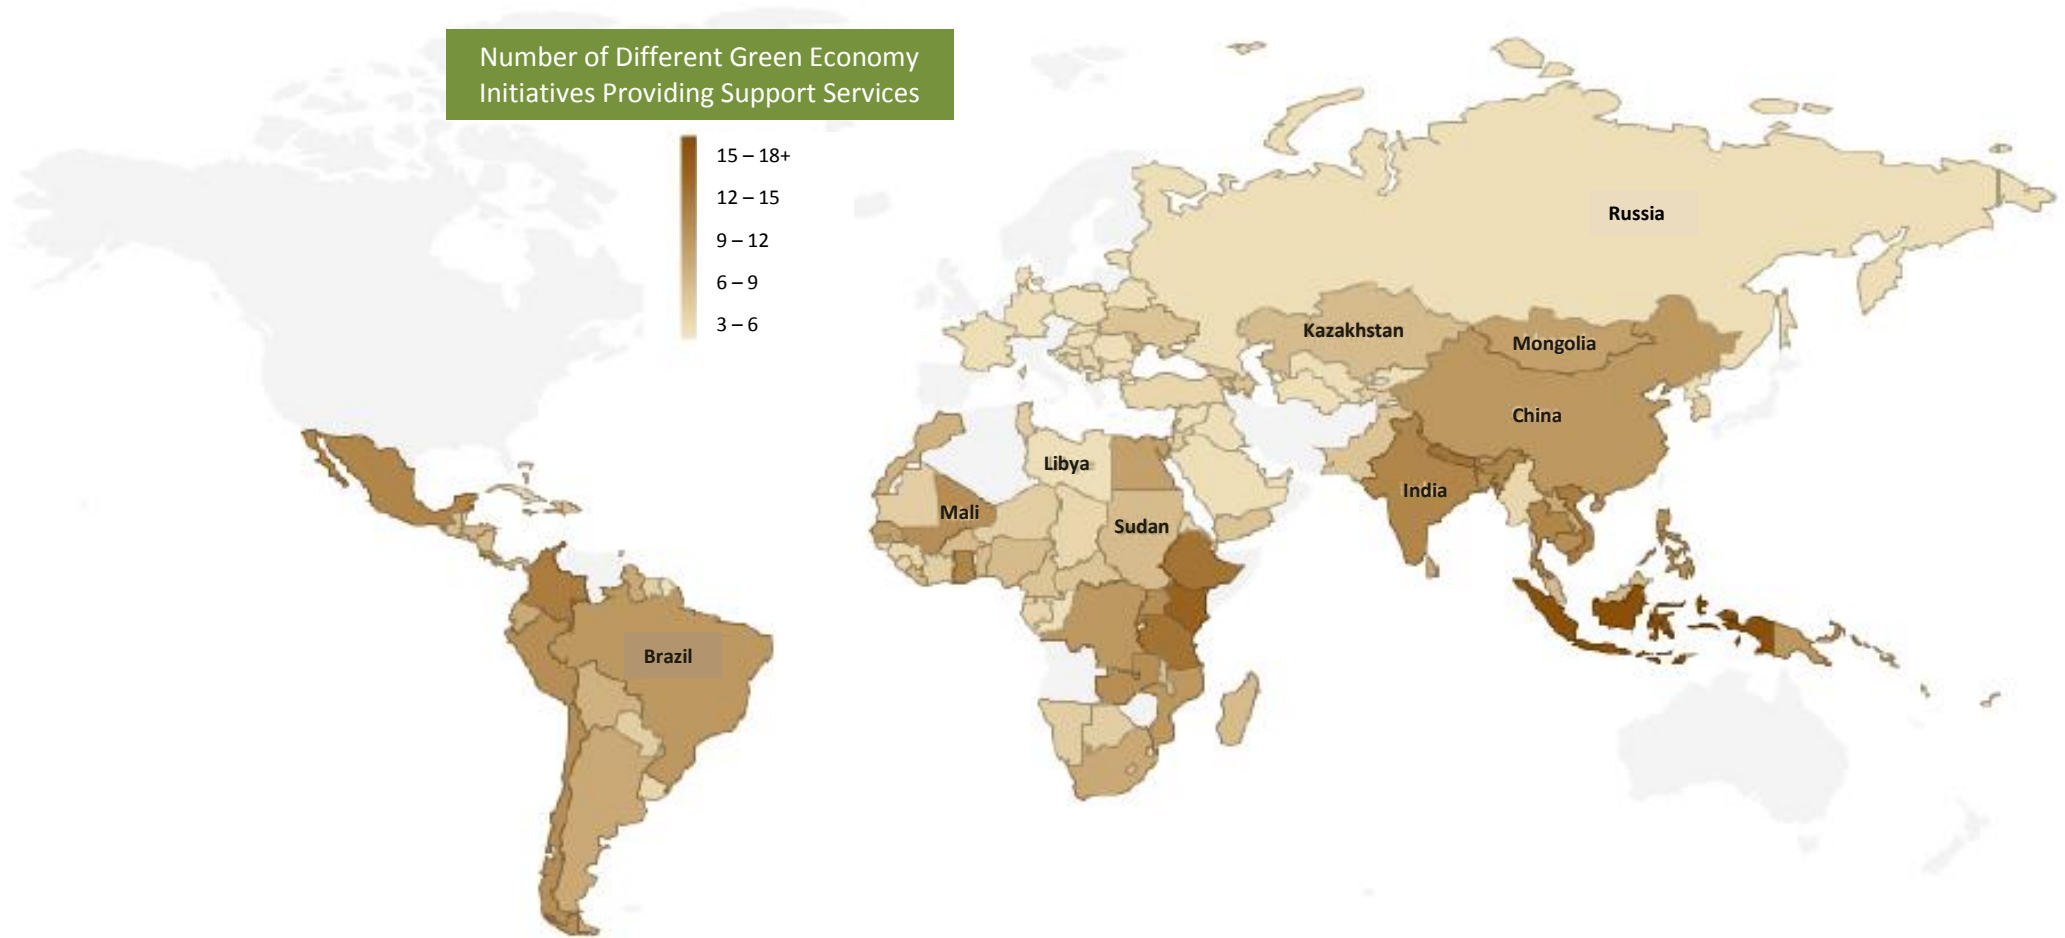 Number of Different Green Economy
Initiatives Providing Support Services
15 – 18+
12 – 15
9 – 12
6 – 9
3 – 6
Russia
Kazakhstan
Mongolia
China
Libya
India
Mali
Sudan
Brazil